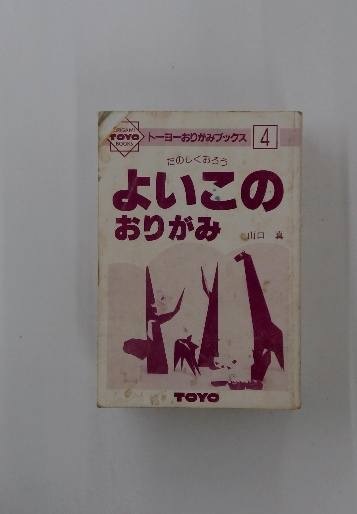 ORIGAMI
TOYO
BOOKS
トーヨーおりがみブックス 4
たのしくおろう
よいこの
おりがみ
山口 真
TOYO